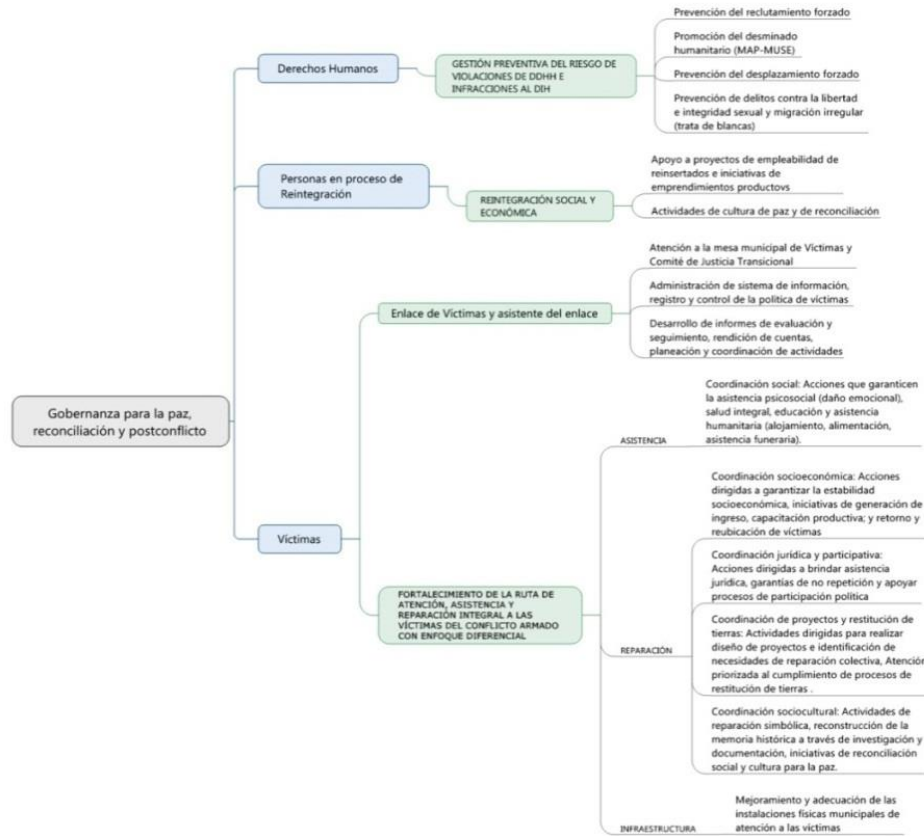 Gobernanza para la paz,
reconciliación y postconflicto
Derechos Humanos
GESTIÓN PREVENTIVA DEL RIESGO DE
VIOLACIONES DE DDHH E
INFRACCIONES AL DIH
Prevención del reclutamiento forzado
Promoción del desminado
humanitario (MAP-MUSE)
Prevención del desplazamiento forzado
Prevención de delitos contra la libertad
e integridad sexual y migración irregular
(trata de blancas)
Personas en proceso de
Reintegración
REINTEGRACIÓN SOCIAL Y
ECONÓMICA
Apoyo a proyectos de empleabilidad de
reinsertados e iniciativas de
emprendimientos productovs
Actividades de cultura de paz y de reconciliación
Víctimas
Enlace de Víctimas y asistente del enlace
Atención a la mesa municipal de Víctimas y
Comité de Justicia Transicional
Administración de sistema de información,
registro y control de la política de víctimas
Desarrollo de informes de evaluación y
seguimiento, rendición de cuentas,
planeación y coordinación de actividades
FORTALECIMIENTO DE LA RUTA DE
ATENCIÓN, ASISTENCIA Y
REPARACIÓN INTEGRAL A LAS
VÍCTIMAS DEL CONFLICTO ARMADO
CON ENFOQUE DIFERENCIAL
ASISTENCIA
Coordinación social: Acciones que garanticen
la asistencia psicosocial (daño emocional),
salud integral, educación y asistencia
humanitaria (alojamiento, alimentación,
asistencia funeraria).
REPARACIÓN
Coordinación socioeconómica: Acciones
dirigidas a garantizar la estabilidad
socioeconómica, iniciativas de generación de
ingreso, capacitación productiva; y retorno y
reubicación de víctimas
Coordinación jurídica y participativa:
Acciones dirigidas a brindar asistencia
jurídica, garantías de no repetición y apoyar
procesos de participación política
Coordinación de proyectos y restitución de
tierras: Actividades dirigidas para realizar
diseño de proyectos e identificación de
necesidades de reparación colectiva, Atención
priorizada al cumplimiento de procesos de
restitución de tierras .
Coordinación sociocultural: Actividades de
reparación simbólica, reconstrucción de la
memoria histórica a través de investigación y
documentación, iniciativas de reconciliación
social y cultura para la paz.
INFRAESTRUCTURA
Mejoramiento y adecuación de las
instalaciones físicas municipales de
atención a las victimas